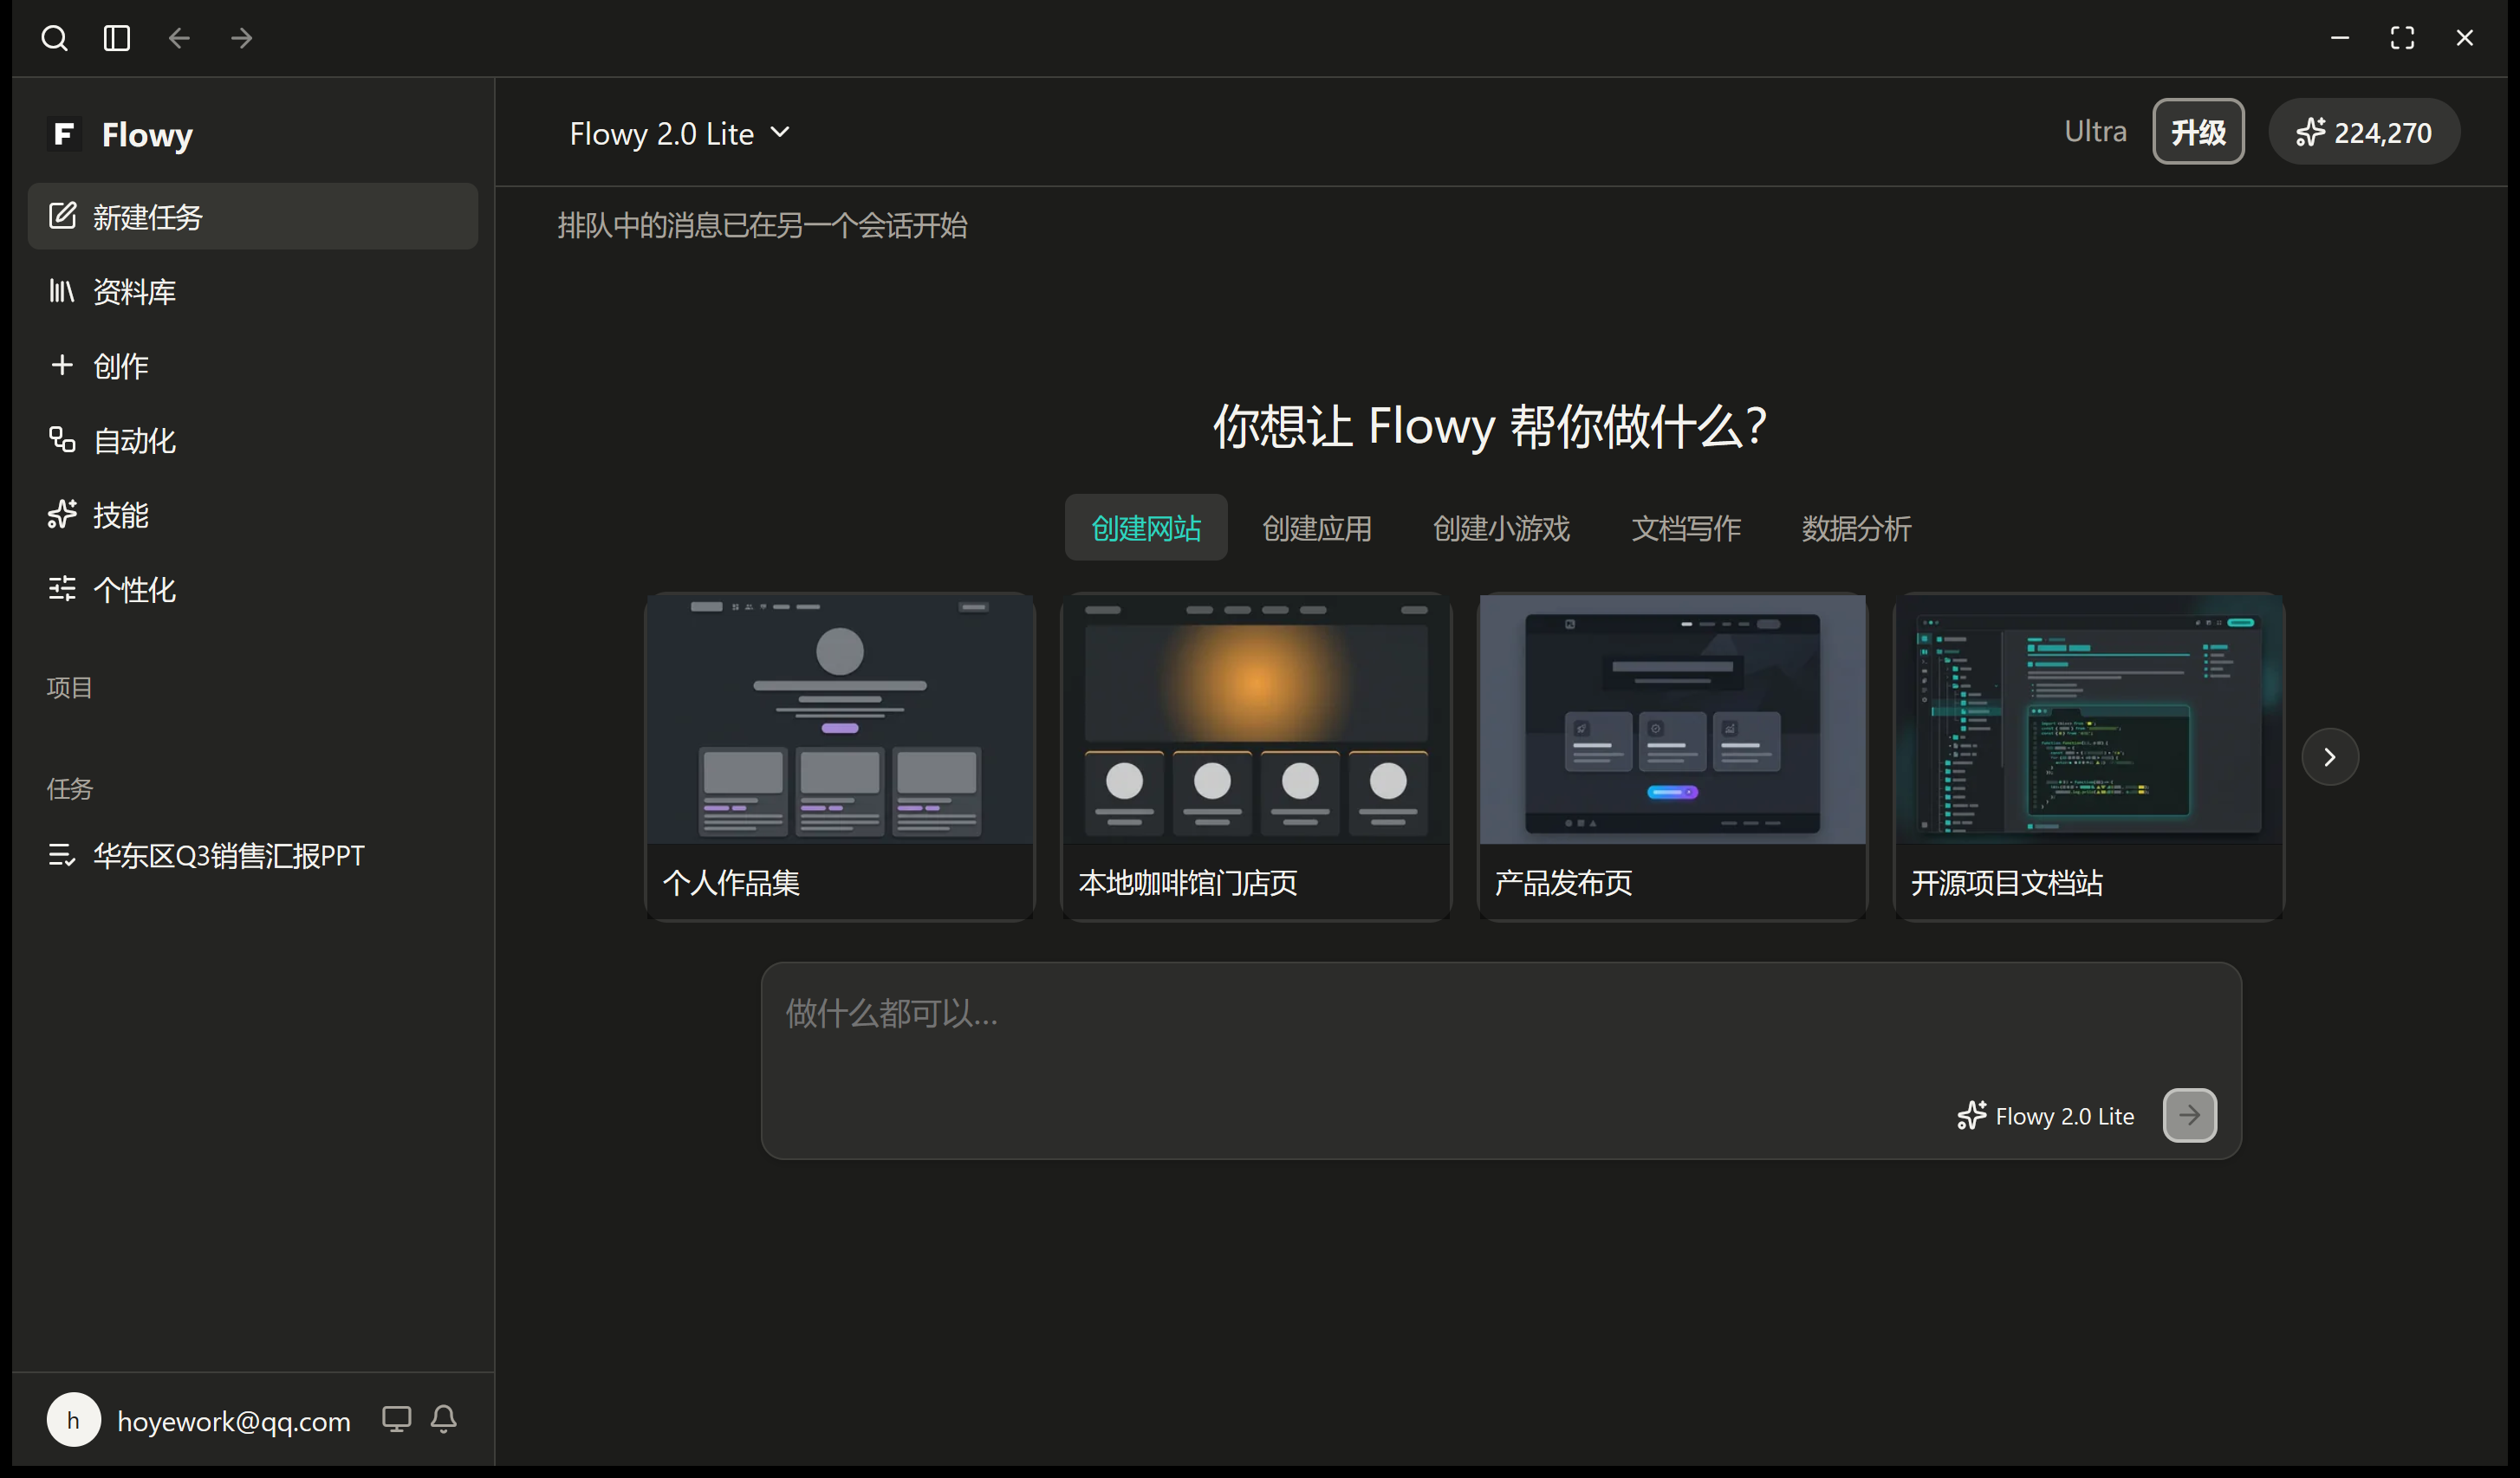 F Flowy
新建任务
资料库
创作
自动化
技能
个性化
项目
任务
华东区Q3销售汇报PPT
h hoyework@qq.com
Flowy 2.0 Lite
Ultra 升级 224,270
排队中的消息已在另一个会话开始
你想让 Flowy 帮你做什么？
创建网站 创建应用 创建小游戏 文档写作 数据分析
个人作品集 本地咖啡馆门店页 产品发布页 开源项目文档站
做什么都可以...
Flowy 2.0 Lite